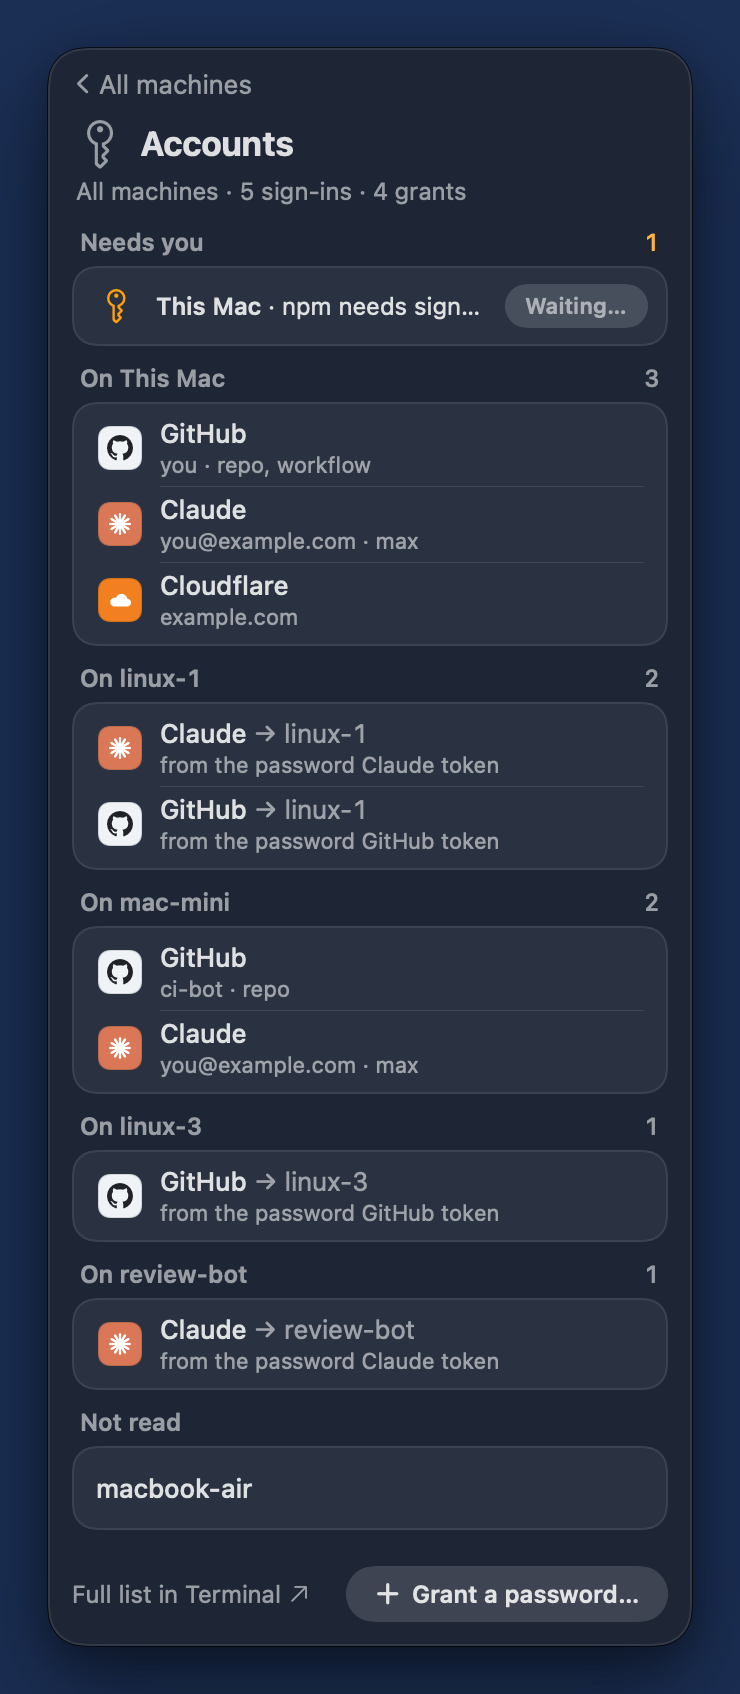 All machines
Accounts
All machines · 5 sign-ins · 4 grants
Needs you 1
This Mac · npm needs sign... Waiting...
On This Mac 3
GitHub
you · repo, workflow
Claude
you@example.com · max
Cloudflare
example.com
On linux-1 2
Claude → linux-1
from the password Claude token
GitHub → linux-1
from the password GitHub token
On mac-mini 2
GitHub
ci-bot · repo
Claude
you@example.com · max
On linux-3 1
GitHub → linux-3
from the password GitHub token
On review-bot 1
Claude → review-bot
from the password Claude token
Not read
macbook-air
Full list in Terminal ↗ + Grant a password...